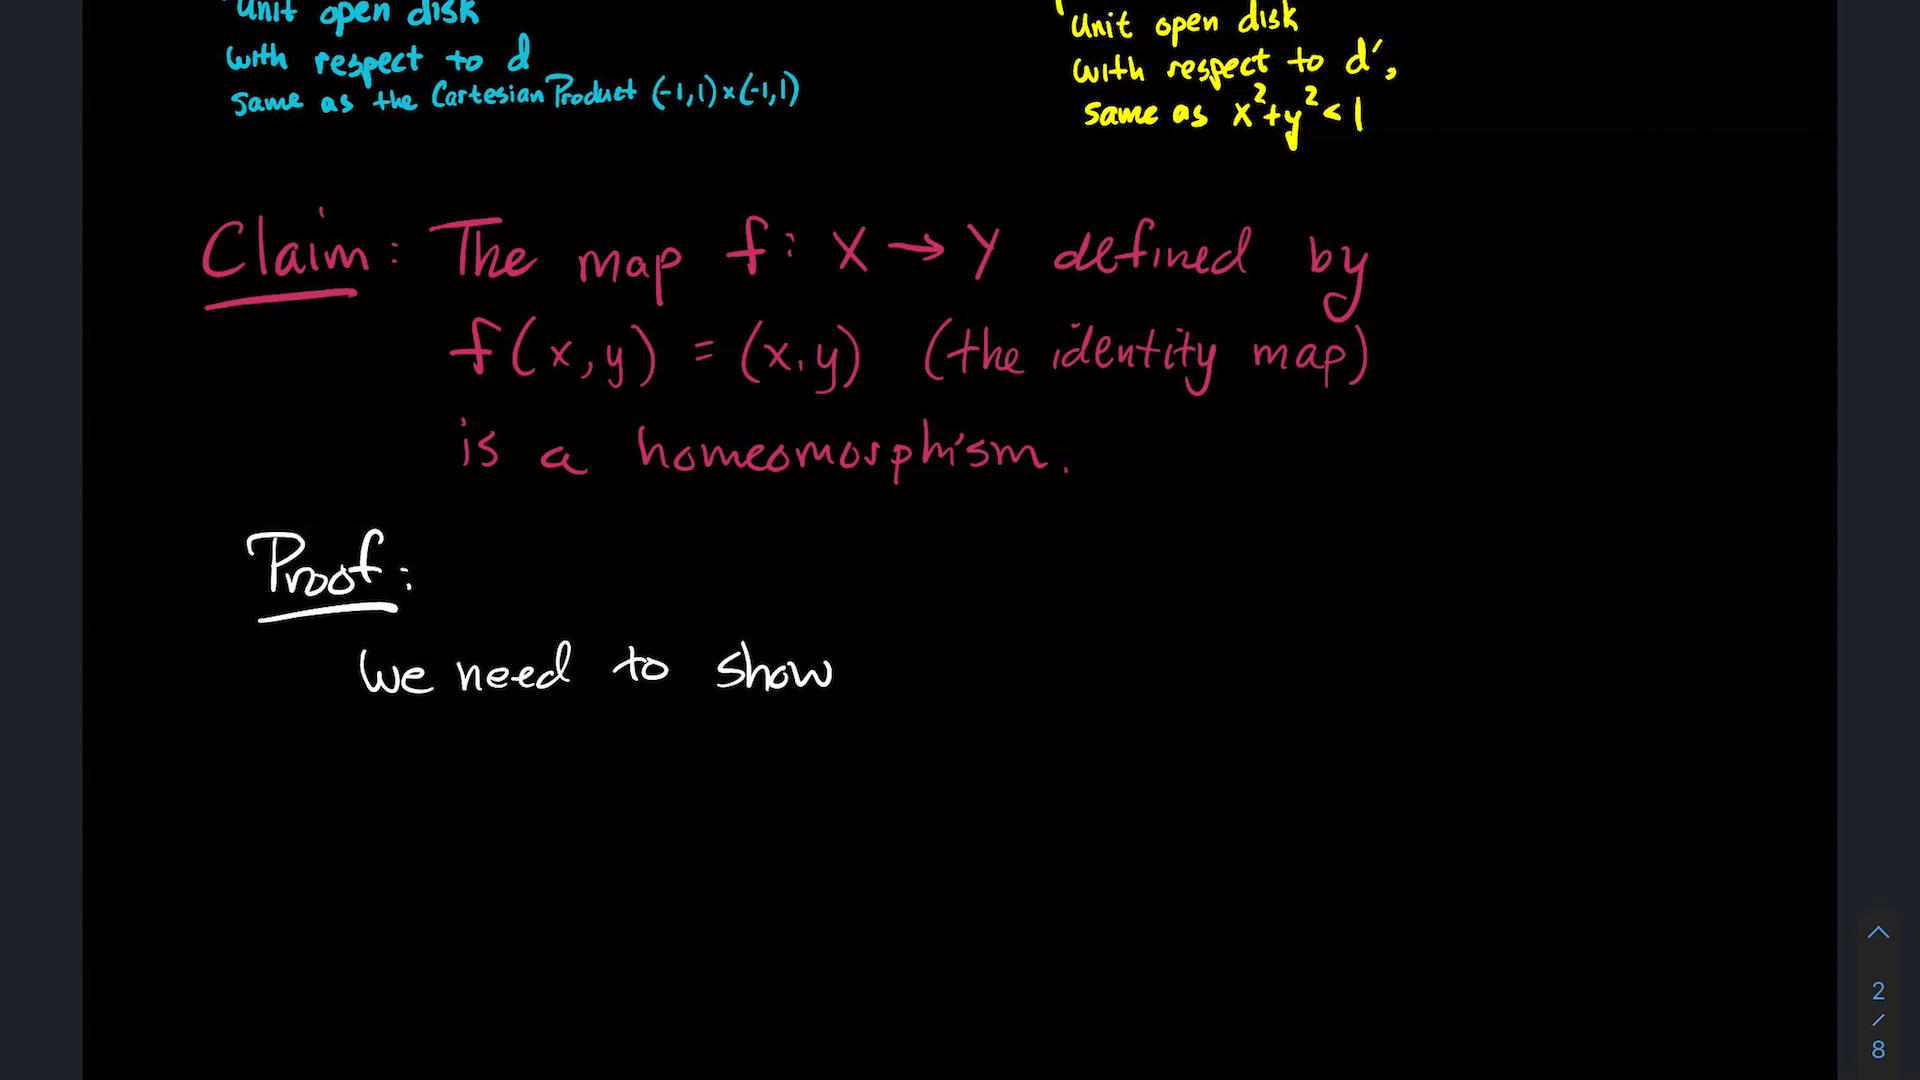 Unit open disk
with respect to d
same as the Cartesian Product (-1,1)×(-1,1)
Unit open disk
with respect to d',
same as x²+y² < 1
Claim: The map f: X → Y defined by
f(x,y) = (x,y) (the identity map)
is a homeomorphism.
Proof:
We need to show
2
/
8